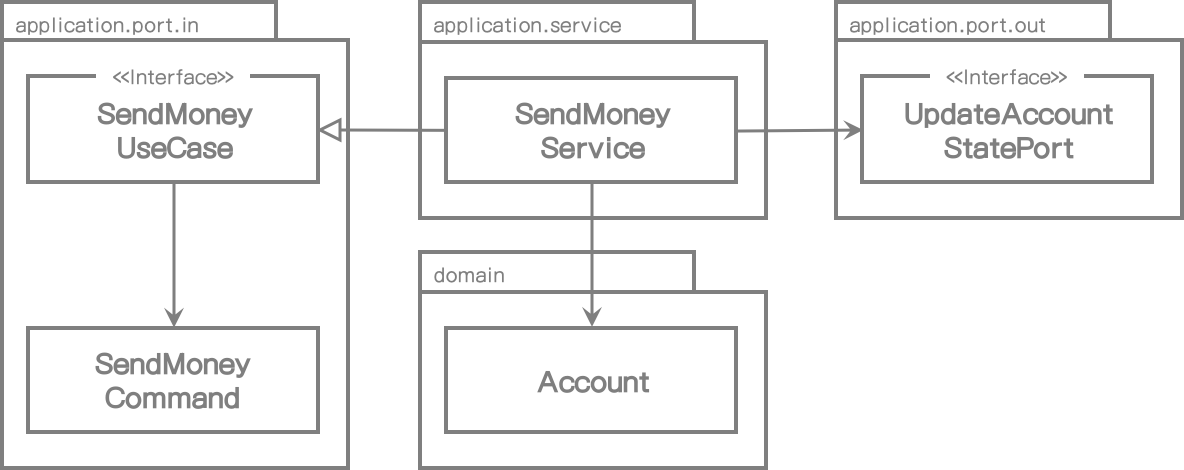 application.port.in
<<Interface>>
SendMoney
UseCase
SendMoney
Command
application.service
SendMoney
Service
domain
Account
application.port.out
<<Interface>>
UpdateAccount
StatePort